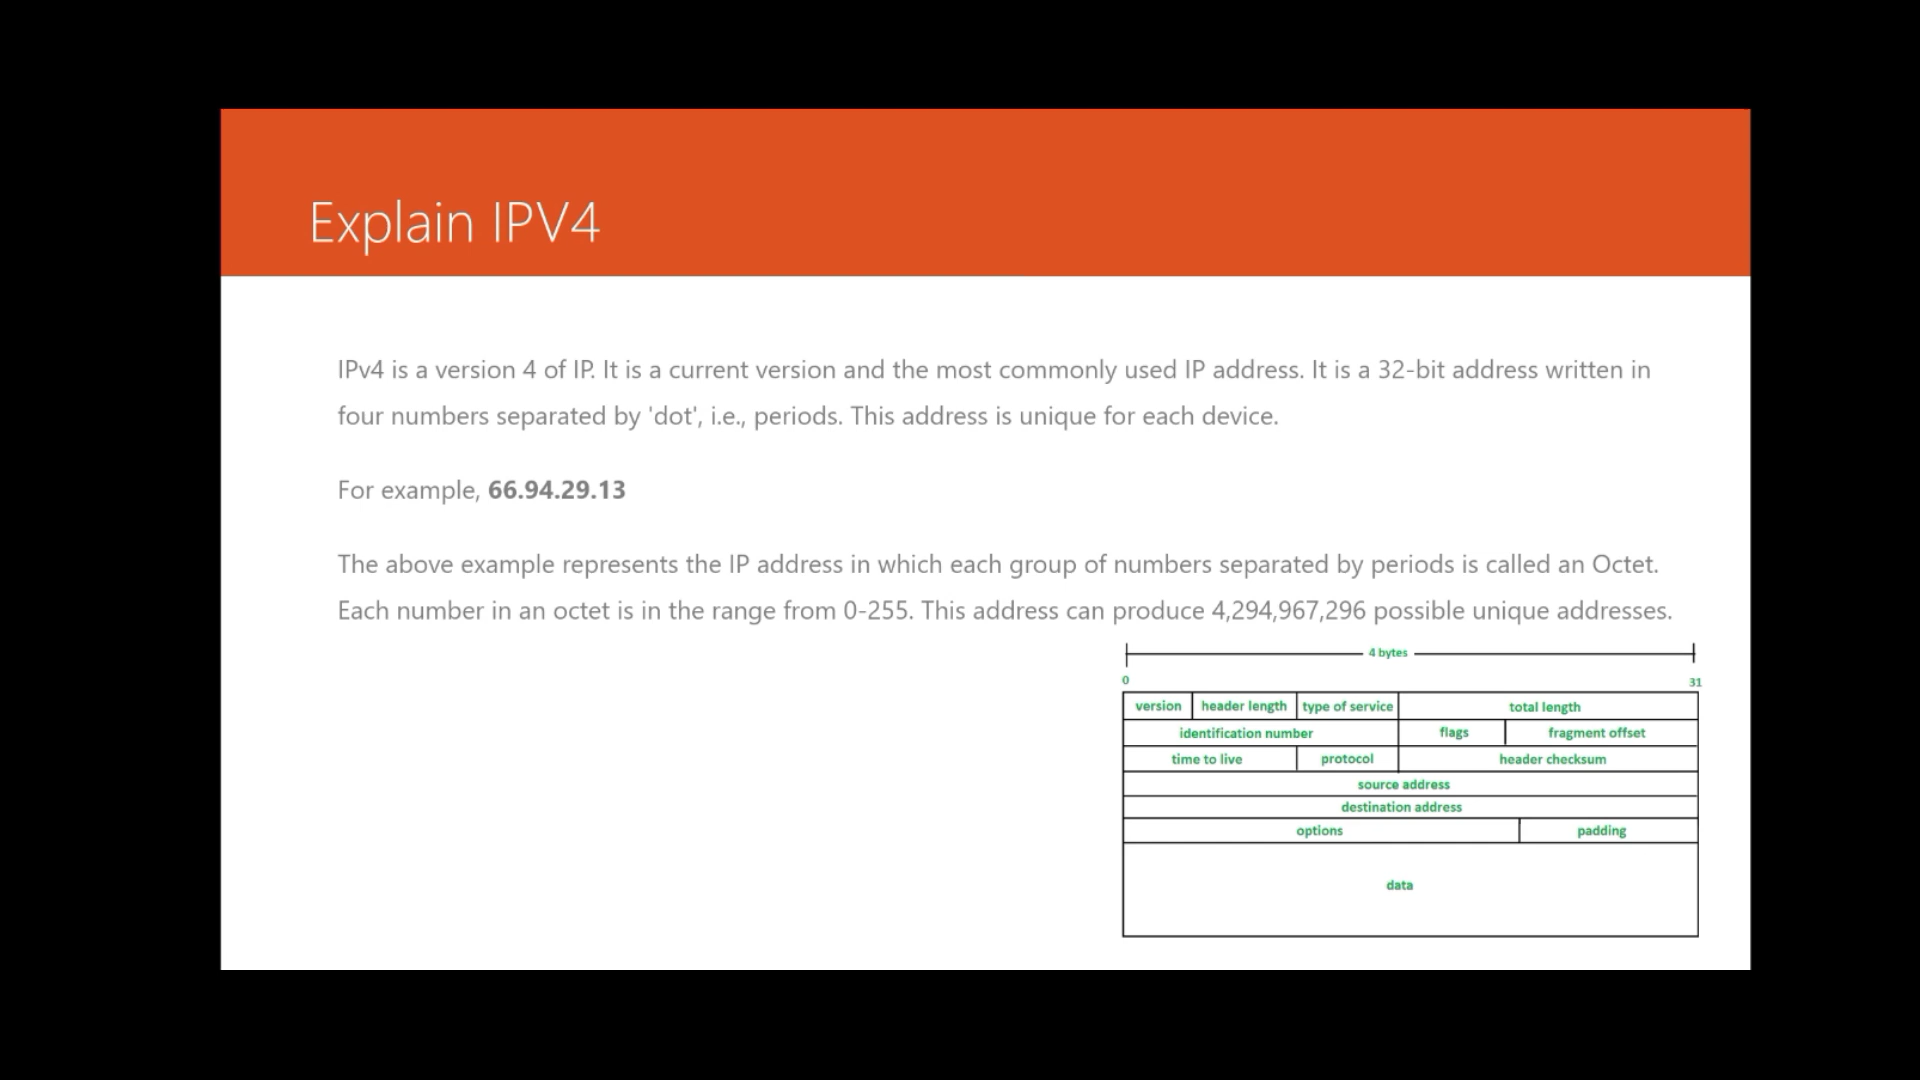 Explain IPV4
IPv4 is a version 4 of IP. It is a current version and the most commonly used IP address. It is a 32-bit address written in
four numbers separated by 'dot', i.e., periods. This address is unique for each device.
For example, 66.94.29.13
The above example represents the IP address in which each group of numbers separated by periods is called an Octet.
Each number in an octet is in the range from 0-255. This address can produce 4,294,967,296 possible unique addresses.
4 bytes
0 31
version header length type of service total length
identification number flags fragment offset
time to live protocol header checksum
source address
destination address
options padding
data